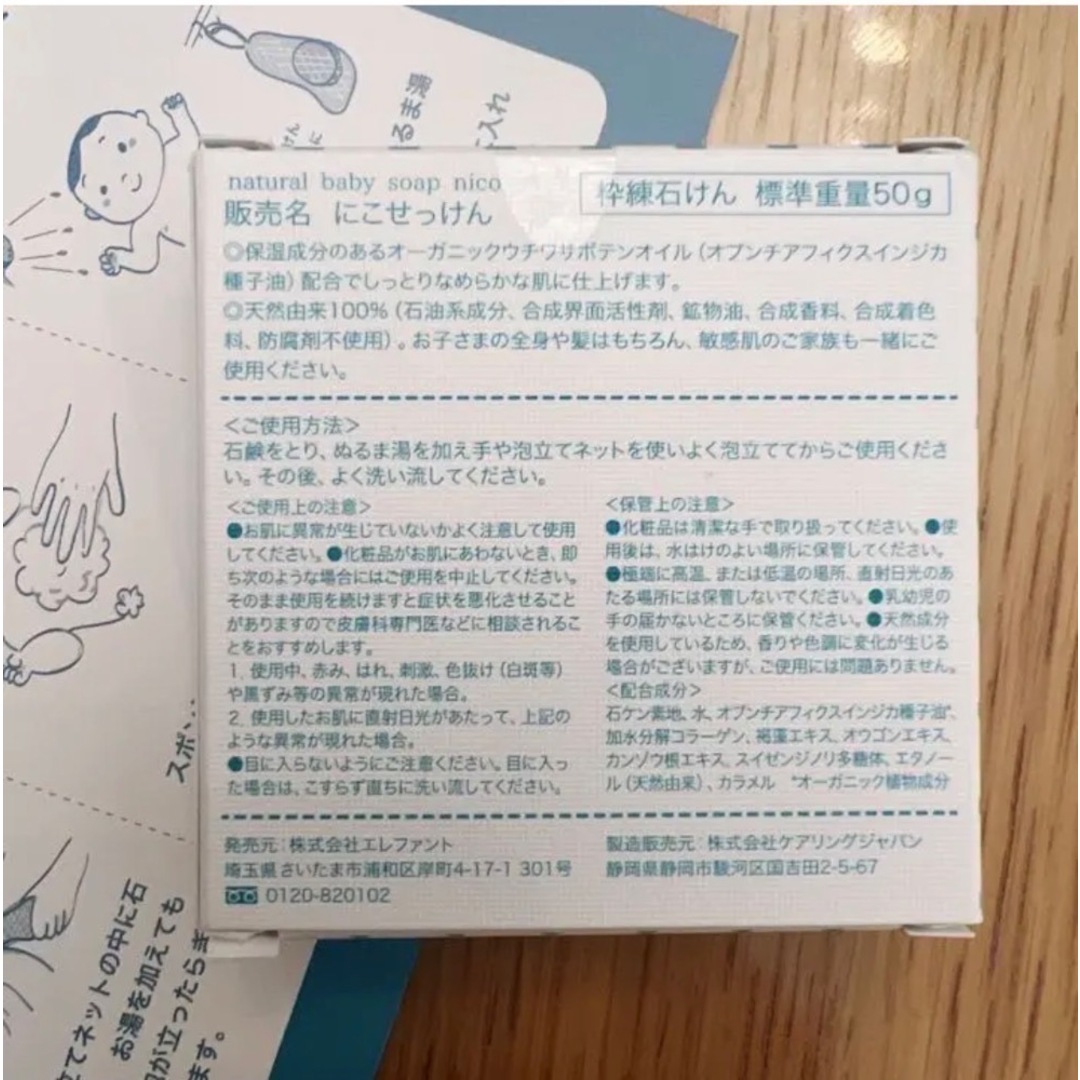 natural baby soap nico
販売名 にこせっけん
枠練石けん 標準重量50g
◎保湿成分のあるオーガニックウチワサボテンオイル（オプンチアフィクスインジカ
種子油）配合でしっとりなめらかな肌に仕上げます。
◎天然由来100%（石油系成分、合成界面活性剤、鉱物油、合成香料、合成着色
料、防腐剤不使用）。お子さまの全身や髪はもちろん、敏感肌のご家族も一緒にご
使用ください。
＜ご使用方法＞
石鹸をとり、ぬるま湯を加え手や泡立てネットを使いよく泡立ててからご使用くださ
い。その後、よく洗い流してください。
＜ご使用上の注意＞
●お肌に異常が生じていないかよく注意して使用
してください。●化粧品がお肌にあわないとき、即
ち次のような場合にはご使用を中止してください。
そのまま使用を続けますと症状を悪化させること
がありますので皮膚科専門医などに相談されるこ
とをおすすめします。
1. 使用中、赤み、はれ、刺激、色抜け（白斑等）
や黒ずみ等の異常が現れた場合。
2. 使用したお肌に直射日光があたって、上記の
ような異常が現れた場合。
●目に入らないようにご注意ください。目に入っ
た場合は、こすらず直ちに洗い流してください。
＜保管上の注意＞
●化粧品は清潔な手で取り扱ってください。●使
用後は、水はけのよい場所に保管してください。
●極端に高温、または低温の場所、直射日光のあ
たる場所には保管しないでください。●乳幼児の
手の届かないところに保管ください。●天然成分
を使用しているため、香りや色調に変化が生じる
場合がございますが、ご使用には問題ありません。
＜配合成分＞
石ケン素地、水、オプンチアフィクスインジカ種子油*、
加水分解コラーゲン、褐藻エキス、オウゴンエキス、
カンゾウ根エキス、スイゼンジノリ多糖体、エタノー
ル（天然由来）、カラメル *オーガニック植物成分
発売元：株式会社エレファント
埼玉県さいたま市浦和区岸町4-17-1 301号
0120-820102
製造販売元：株式会社ケアリングジャパン
静岡県静岡市駿河区国吉田2-5-67
るま湯
に入れ
けん
に
スポ
てネットの中に石
お湯を加えても
が立ったらま
ます。